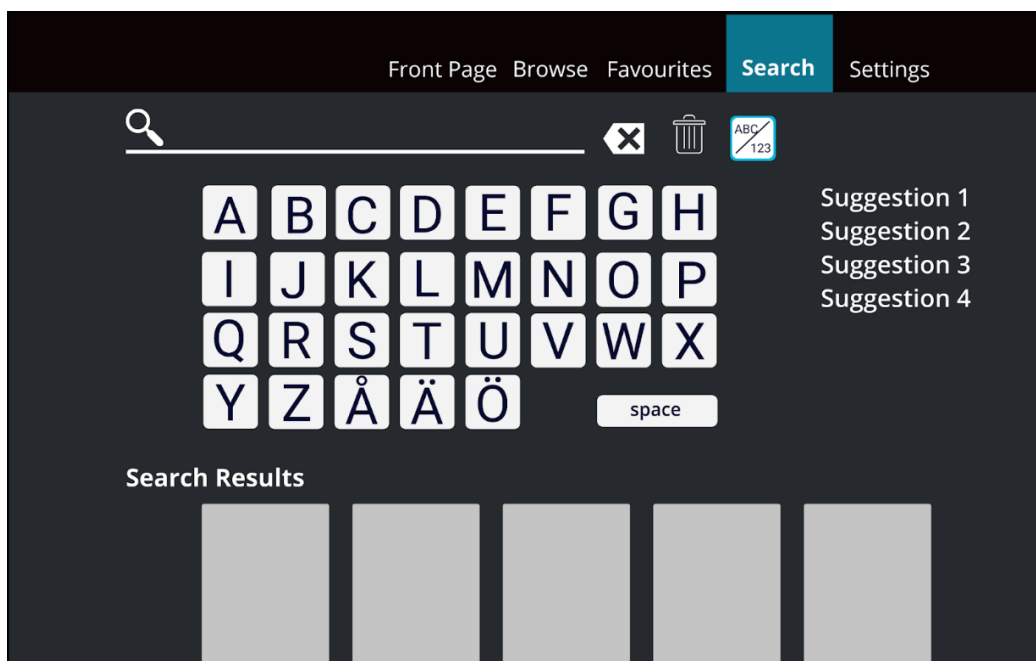 Front Page Browse Favourites Search Settings
ABC/123
A B C D E F G H
Suggestion 1
Suggestion 2
Suggestion 3
Suggestion 4
I J K L M N O P
Q R S T U V W X
Y Z Å Ä Ö space
Search Results